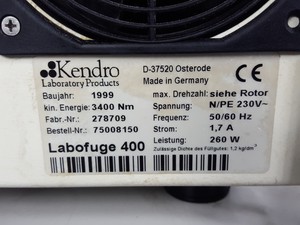 Kendro
Laboratory Products
D-37520 Osterode
Made in Germany
CE
Baujahr: 1999
max. Drehzahl: siehe Rotor
kin. Energie: 3400 Nm
Spannung: N/PE 230V~
Fabr.-Nr.: 278709
Frequenz: 50/60 Hz
Bestell-Nr.: 75008150
Strom: 1,7 A
Labofuge 400
Leistung: 260 W
Zulässige Dichte des Füllgutes: 1,2 kg/dm³